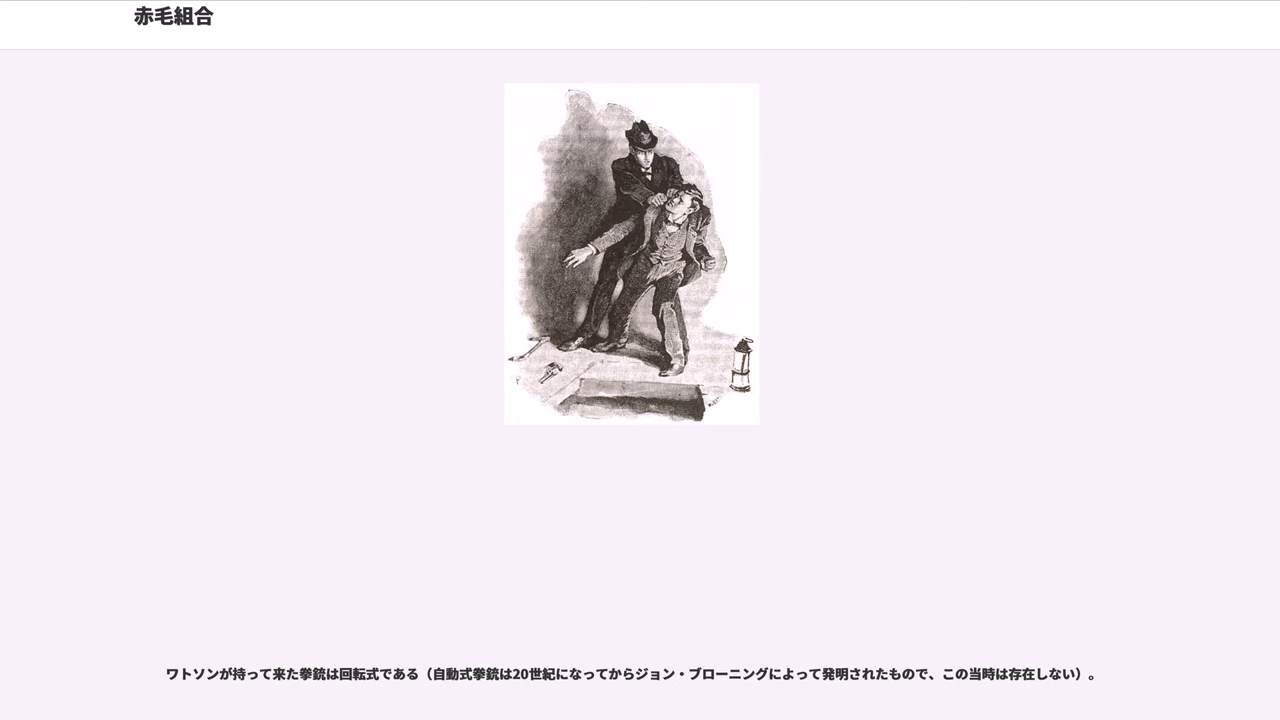 赤毛組合
ワトソンが持って来た拳銃は回転式である（自動式拳銃は20世紀になってからジョン・ブローニングによって発明されたもので、この当時は存在しない）。